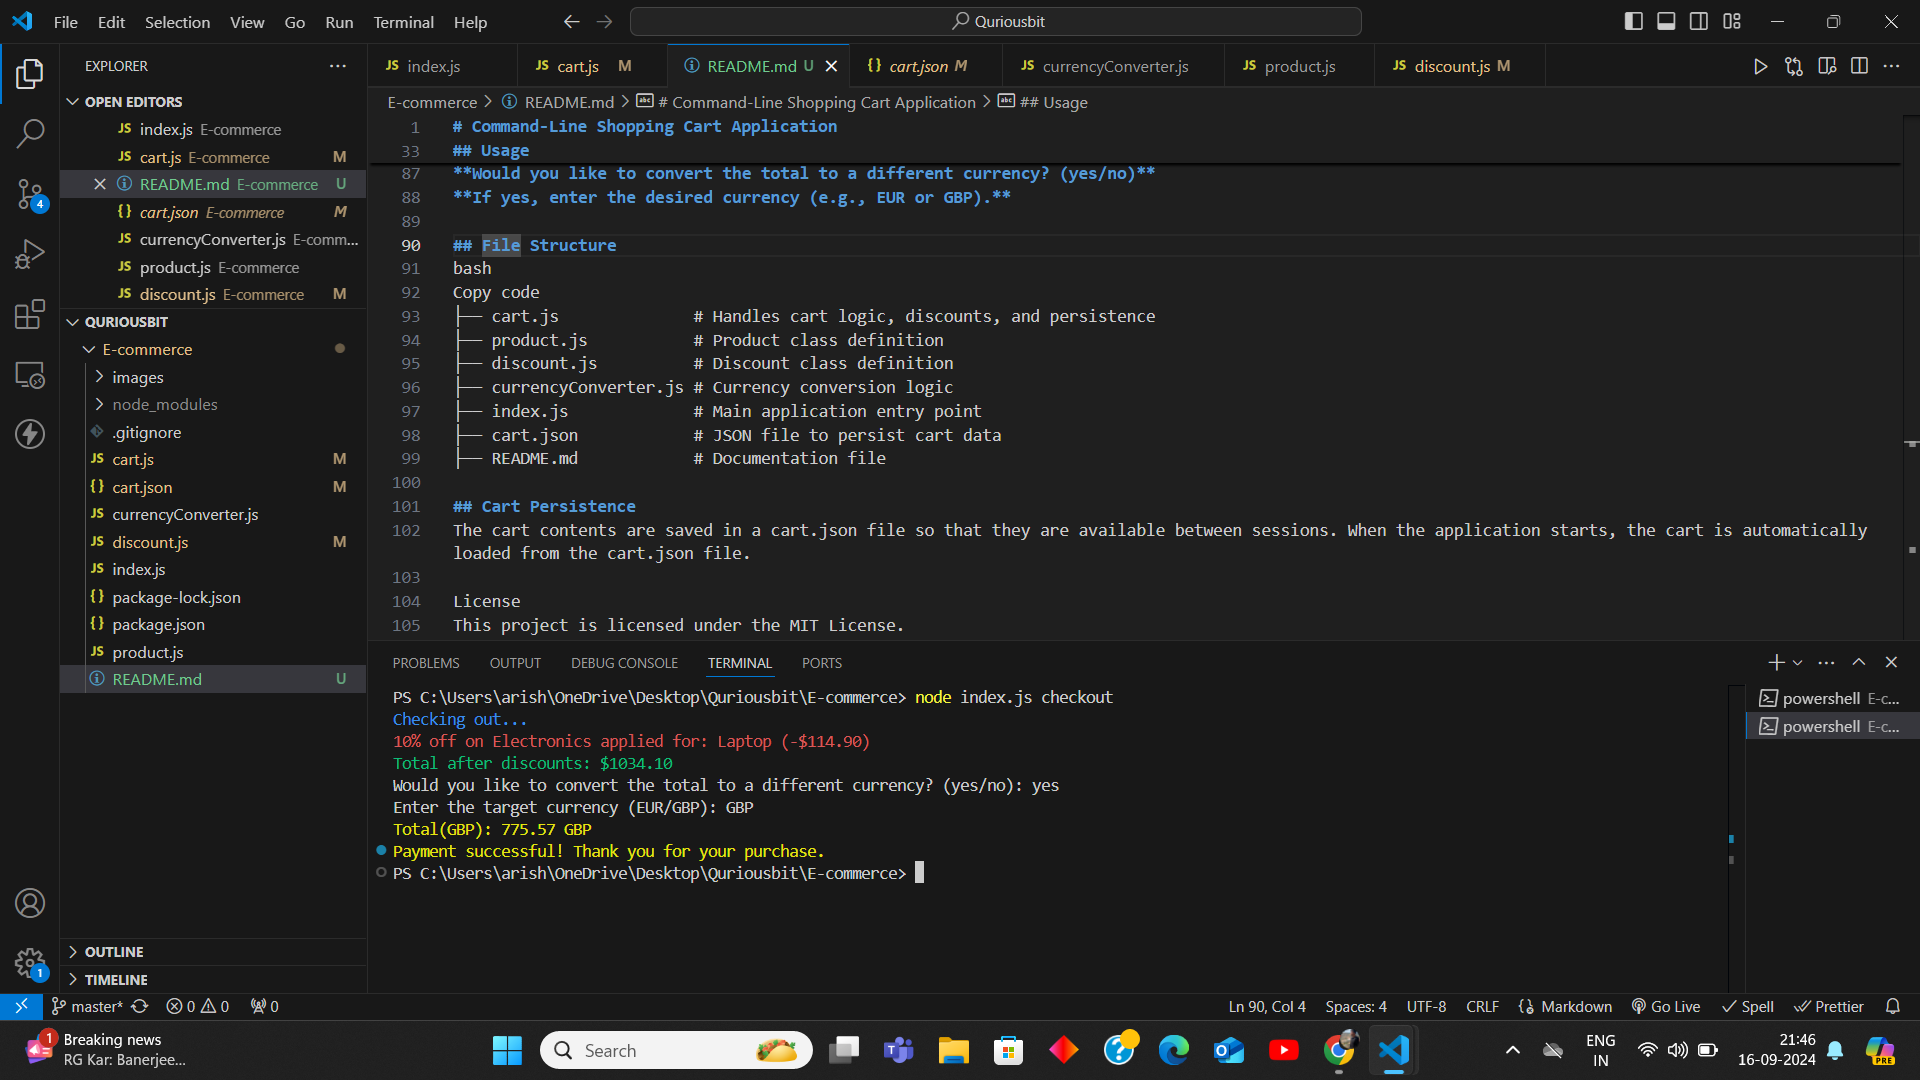 File Edit Selection View Go Run Terminal Help
Quriousbit
EXPLORER
OPEN EDITORS
JS index.js E-commerce
JS cart.js E-commerce M
README.md E-commerce U
{} cart.json E-commerce M
JS currencyConverter.js E-comm...
JS product.js E-commerce
JS discount.js E-commerce M
QURIOUSBIT
E-commerce
images
node_modules
.gitignore
JS cart.js M
{} cart.json M
JS currencyConverter.js
JS discount.js M
JS index.js
{} package-lock.json
{} package.json
JS product.js
README.md U
OUTLINE
TIMELINE
JS index.js JS cart.js M README.md U {} cart.json M JS currencyConverter.js JS product.js JS discount.js M
E-commerce > README.md > # Command-Line Shopping Cart Application > ## Usage
1 # Command-Line Shopping Cart Application
33 ## Usage
87 **Would you like to convert the total to a different currency? (yes/no)**
88 **If yes, enter the desired currency (e.g., EUR or GBP).**
89
90 ## File Structure
91 bash
92 Copy code
93 ├── cart.js # Handles cart logic, discounts, and persistence
94 ├── product.js # Product class definition
95 ├── discount.js # Discount class definition
96 ├── currencyConverter.js # Currency conversion logic
97 ├── index.js # Main application entry point
98 ├── cart.json # JSON file to persist cart data
99 ├── README.md # Documentation file
100
101 ## Cart Persistence
102 The cart contents are saved in a cart.json file so that they are available between sessions. When the application starts, the cart is automatically
loaded from the cart.json file.
103
104 License
105 This project is licensed under the MIT License.
PROBLEMS OUTPUT DEBUG CONSOLE TERMINAL PORTS
PS C:\Users\arish\OneDrive\Desktop\Quriousbit\E-commerce> node index.js checkout
Checking out...
10% off on Electronics applied for: Laptop (-$114.90)
Total after discounts: $1034.10
Would you like to convert the total to a different currency? (yes/no): yes
Enter the target currency (EUR/GBP): GBP
Total(GBP): 775.57 GBP
Payment successful! Thank you for your purchase.
PS C:\Users\arish\OneDrive\Desktop\Quriousbit\E-commerce>
powershell E-c...
powershell E-c...
4
1
master* 0 0 0
Ln 90, Col 4 Spaces: 4 UTF-8 CRLF {} Markdown Go Live Spell Prettier
1
Breaking news
RG Kar: Banerjee...
Search
ENG
IN
21:46
16-09-2024
PRE